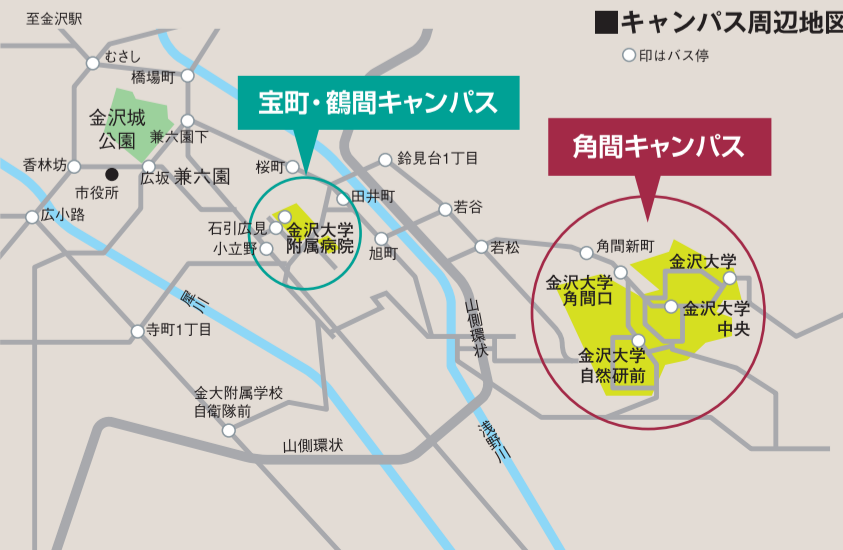 ■キャンパス周辺地図
○印はバス停
至金沢駅
むさし
橋場町
宝町・鶴間キャンパス
金沢城
公園
兼六園下
角間キャンパス
香林坊
市役所
広坂
兼六園
桜町
鈴見台1丁目
田井町
若谷
広小路
石引広見
小立野
金沢大学
附属病院
旭町
若松
角間新町
金沢大学
金沢大学
角間口
金沢大学
中央
金沢大学
自然研前
犀川
山側環状
寺町1丁目
金大附属学校
自衛隊前
山側環状
浅野川